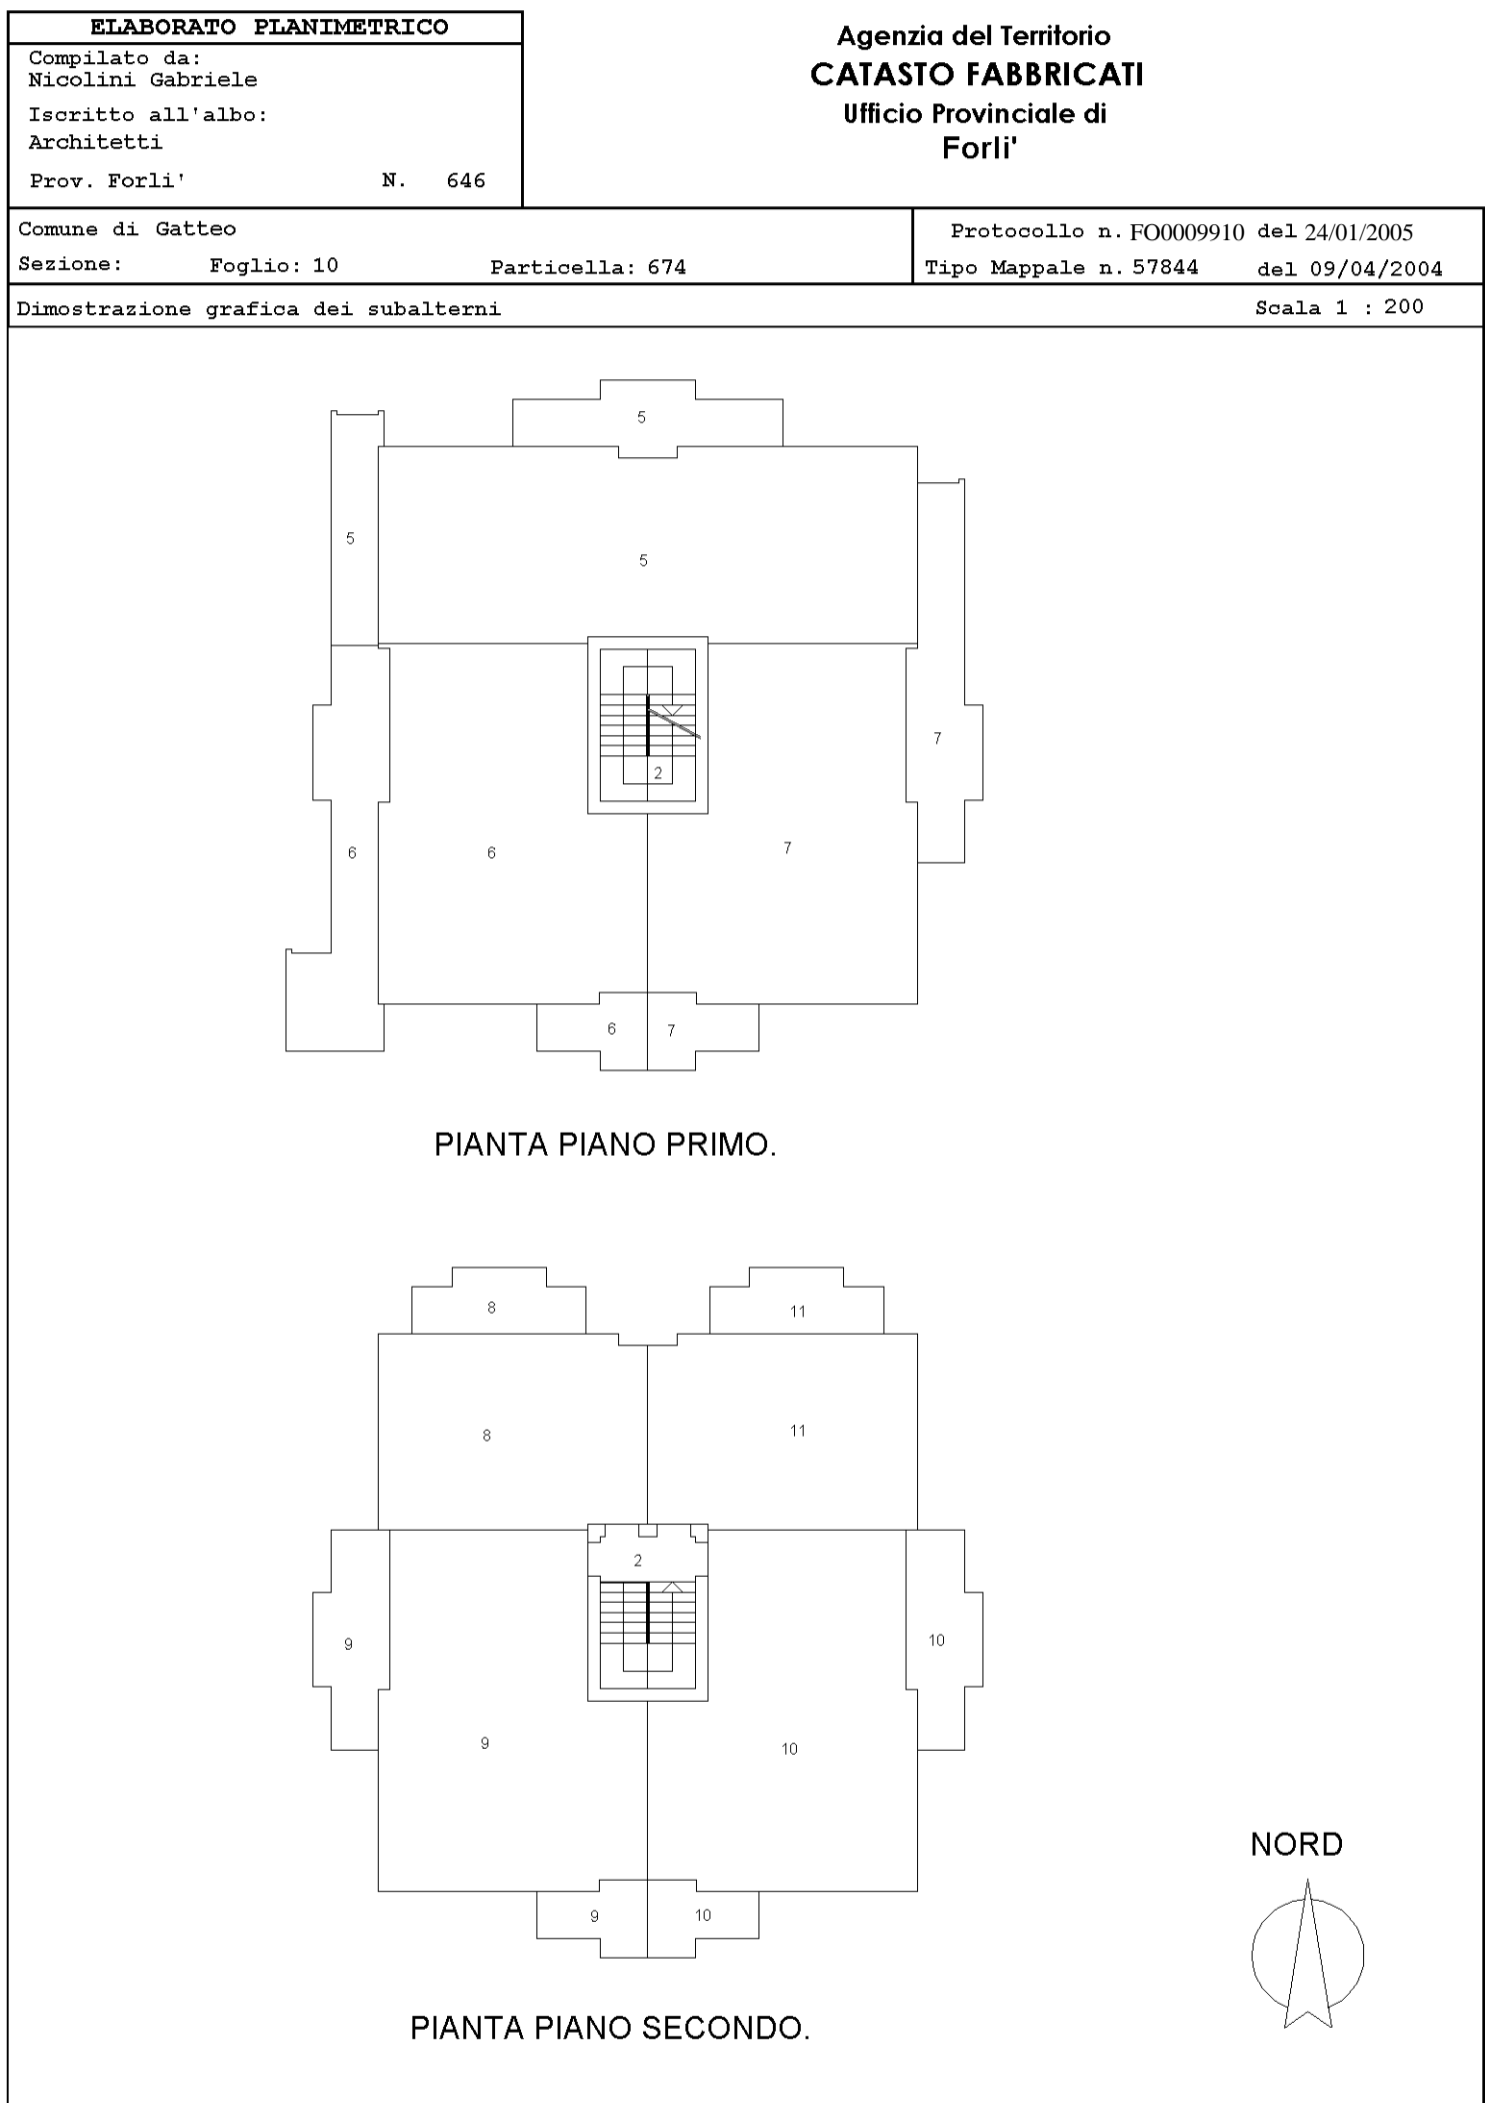 ELABORATO PLANIMETRICO
Compilato da:
Nicolini Gabriele
Iscritto all'albo:
Architetti
Prov. Forli' N. 646
Agenzia del Territorio
CATASTO FABBRICATI
Ufficio Provinciale di
Forli'
Comune di Gatteo
Sezione: Foglio: 10 Particella: 674
Protocollo n. FO0009910 del 24/01/2005
Tipo Mappale n. 57844 del 09/04/2004
Dimostrazione grafica dei subalterni Scala 1 : 200
5
5
5
7
2
6
6
7
6
7
PIANTA PIANO PRIMO.
8
11
8
11
2
9
10
9
10
9
10
NORD
PIANTA PIANO SECONDO.